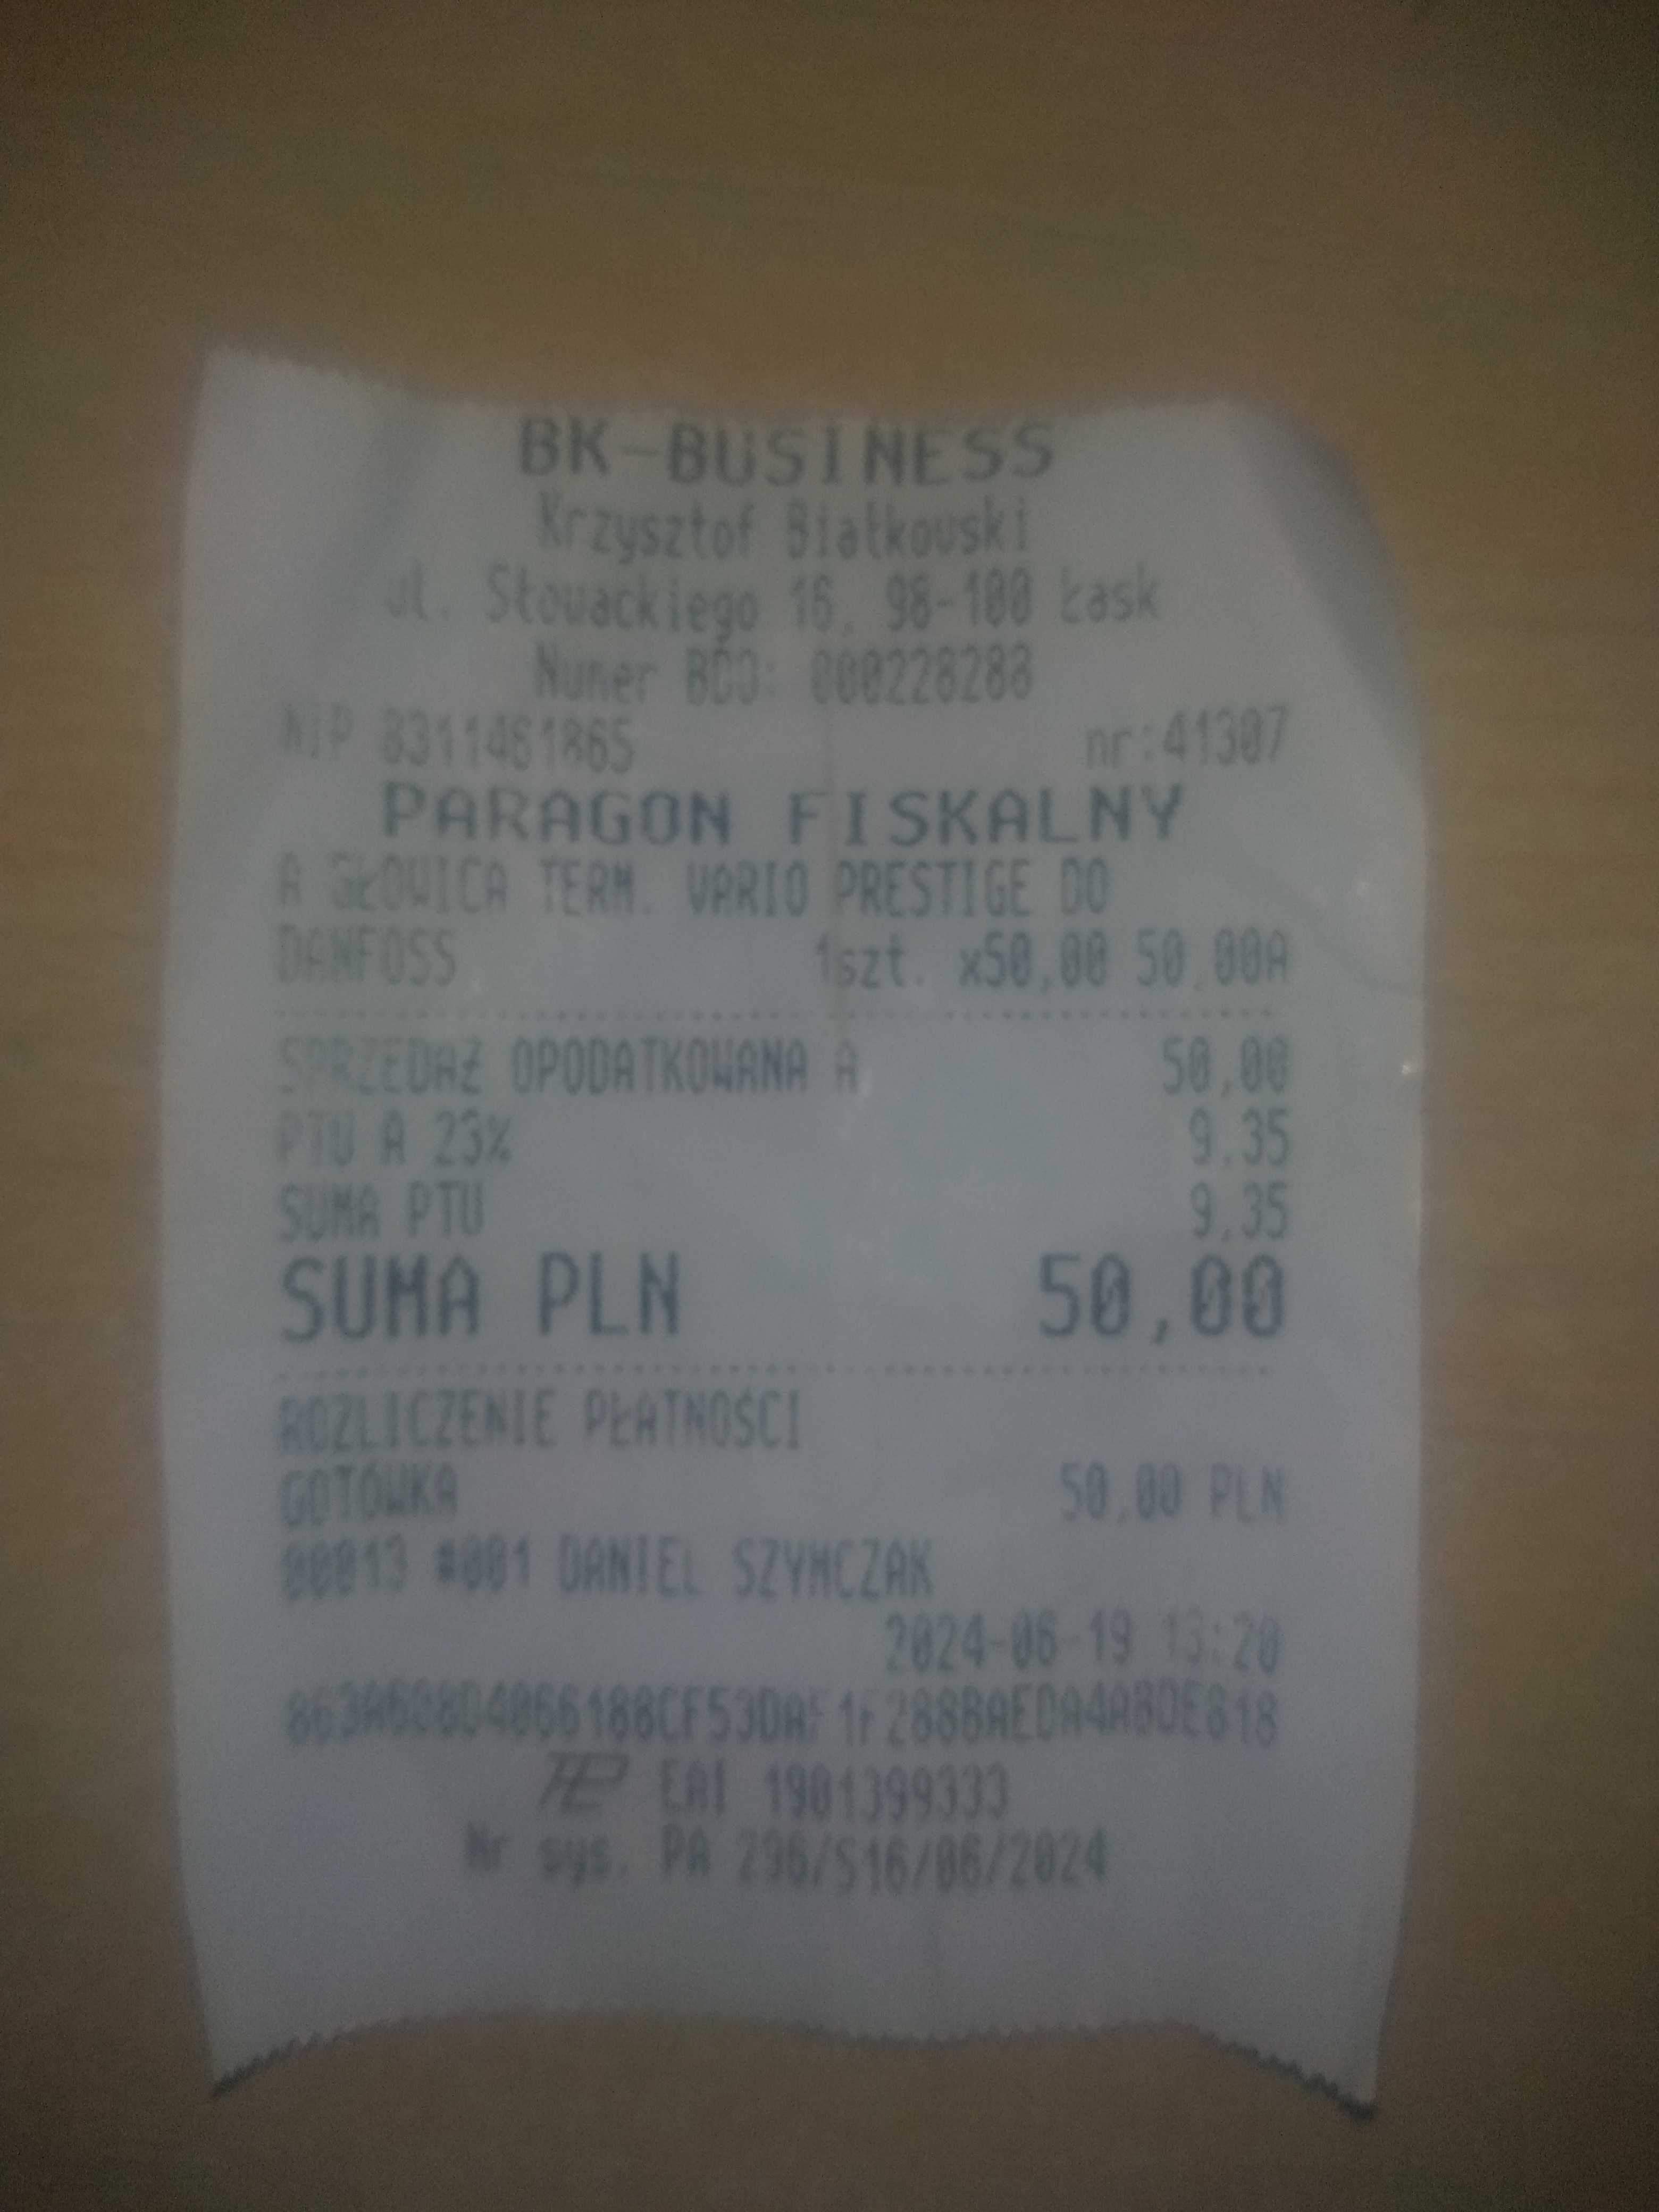 BK-BUSINESS
Krzysztof Białkowski
ul. Słowackiego 16, 98-100 Łask
Numer BDO: 000228288
NIP 8311461865 nr:41307
PARAGON FISKALNY
A GŁOWICA TERM. VARIO PRESTIGE DO
DANFOSS 1szt. x50,00 50,00A
SPRZEDAŻ OPODATKOWANA A 50,00
PTU A 23% 9,35
SUMA PTU 9,35
SUMA PLN 50,00
ROZLICZENIE PŁATNOŚCI
GOTÓWKA 50,00 PLN
00013 #001 DANIEL SZYMCZAK
2024-06-19 13:20
EAI 1901399333
Nr sys. PA 296/S16/06/2024